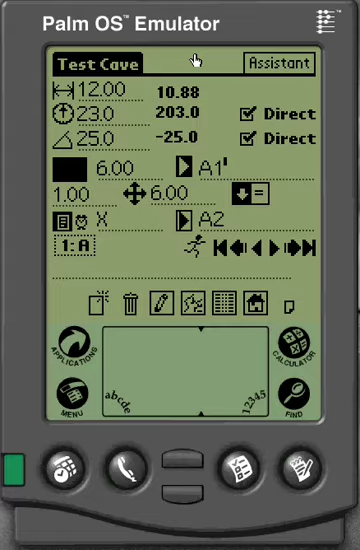 Palm OS™ Emulator
Test Cave Assistant
12.00 10.88
23.0 203.0 Direct
25.0 -25.0 Direct
6.00 A1'
1.00 6.00 =
X A2
1: A
APPLICATIONS CALCULATOR
MENU abcde 12345 FIND